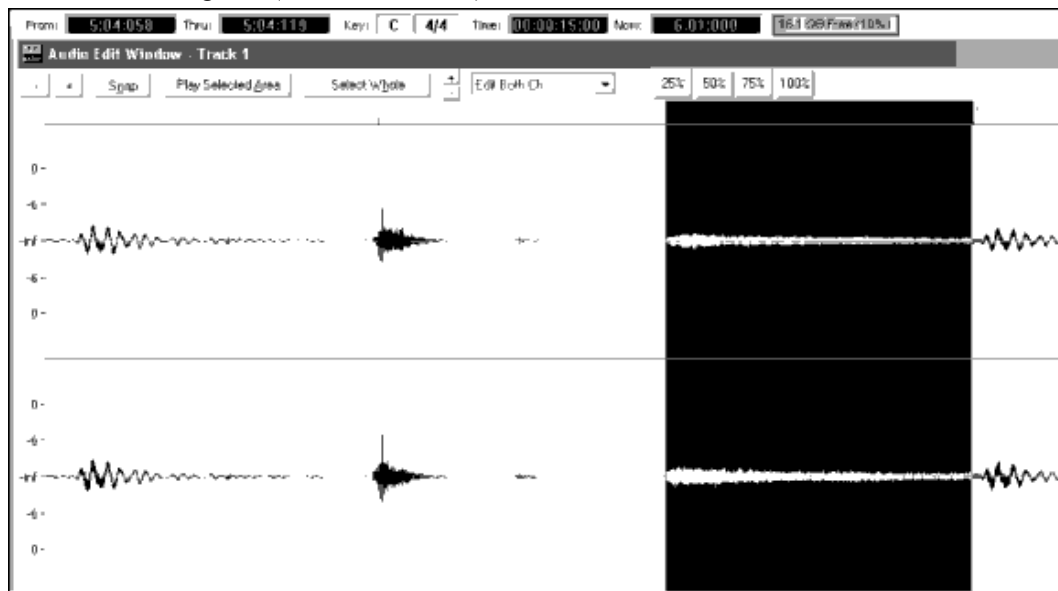 From: 5:04:058 Thru: 5:04:119 Key: C 4/4 Time: 00:00:15:00 Now: 6:01:000
Audio Edit Window - Track 1
Snap Play Selected Area Select Whole + - Edit Both Ch 25% 50% 75% 100%
0 -
-6 -
-Inf
-6 -
0 -
0 -
-6 -
-Inf
-6 -
0 -